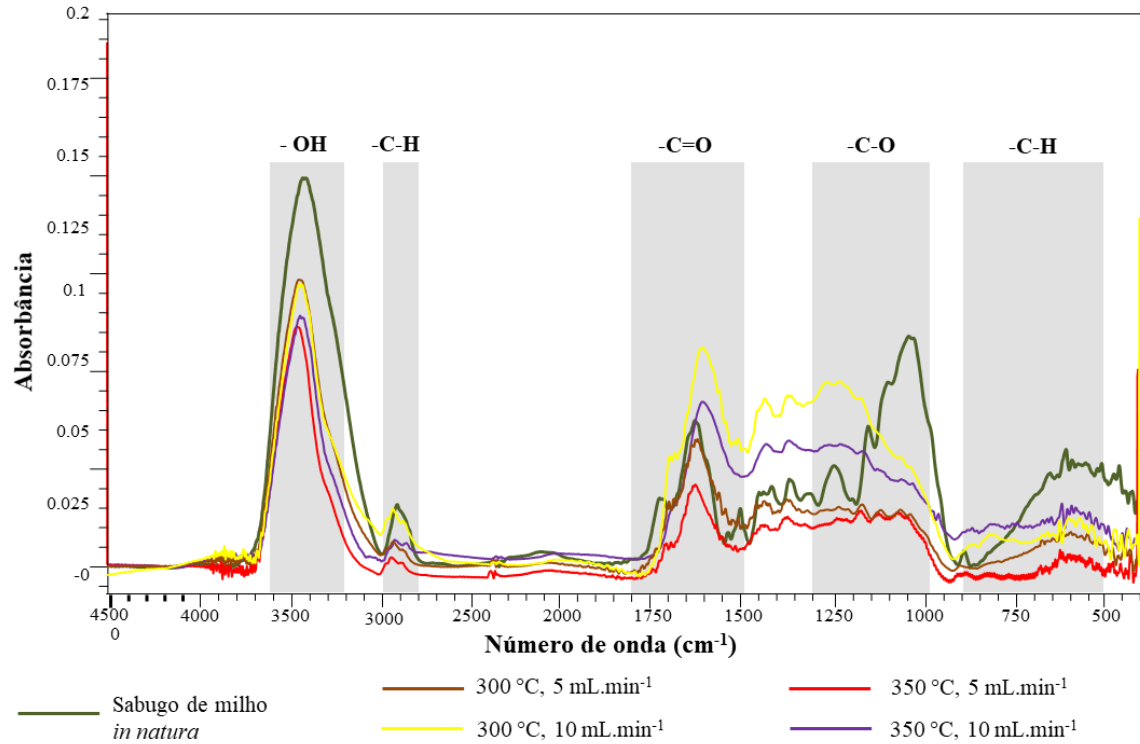 0.2
0.175
0.15
0.125
0.1
0.075
0.05
0.025
-0
Absorbância
- OH
-C-H
-C=O
-C-O
-C-H
4500 4000 3500 3000 2500 2000 1750 1500 1250 1000 750 500
0
Número de onda (cm⁻¹)
Sabugo de milho
in natura
300 °C, 5 mL.min⁻¹
300 °C, 10 mL.min⁻¹
350 °C, 5 mL.min⁻¹
350 °C, 10 mL.min⁻¹